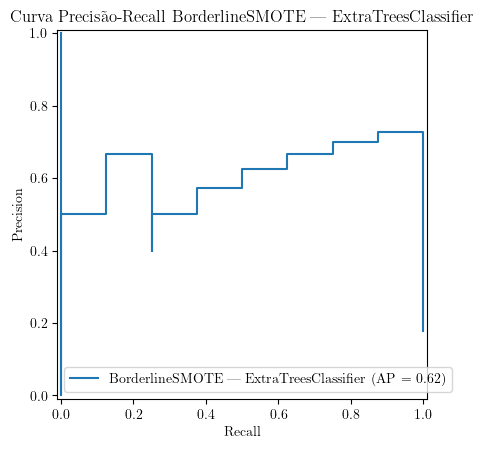 Curva Precisão-Recall BorderlineSMOTE — ExtraTreesClassifier
1.0
0.8
0.6
0.4
0.2
0.0
Precision
BorderlineSMOTE — ExtraTreesClassifier (AP = 0.62)
0.0 0.2 0.4 0.6 0.8 1.0
Recall